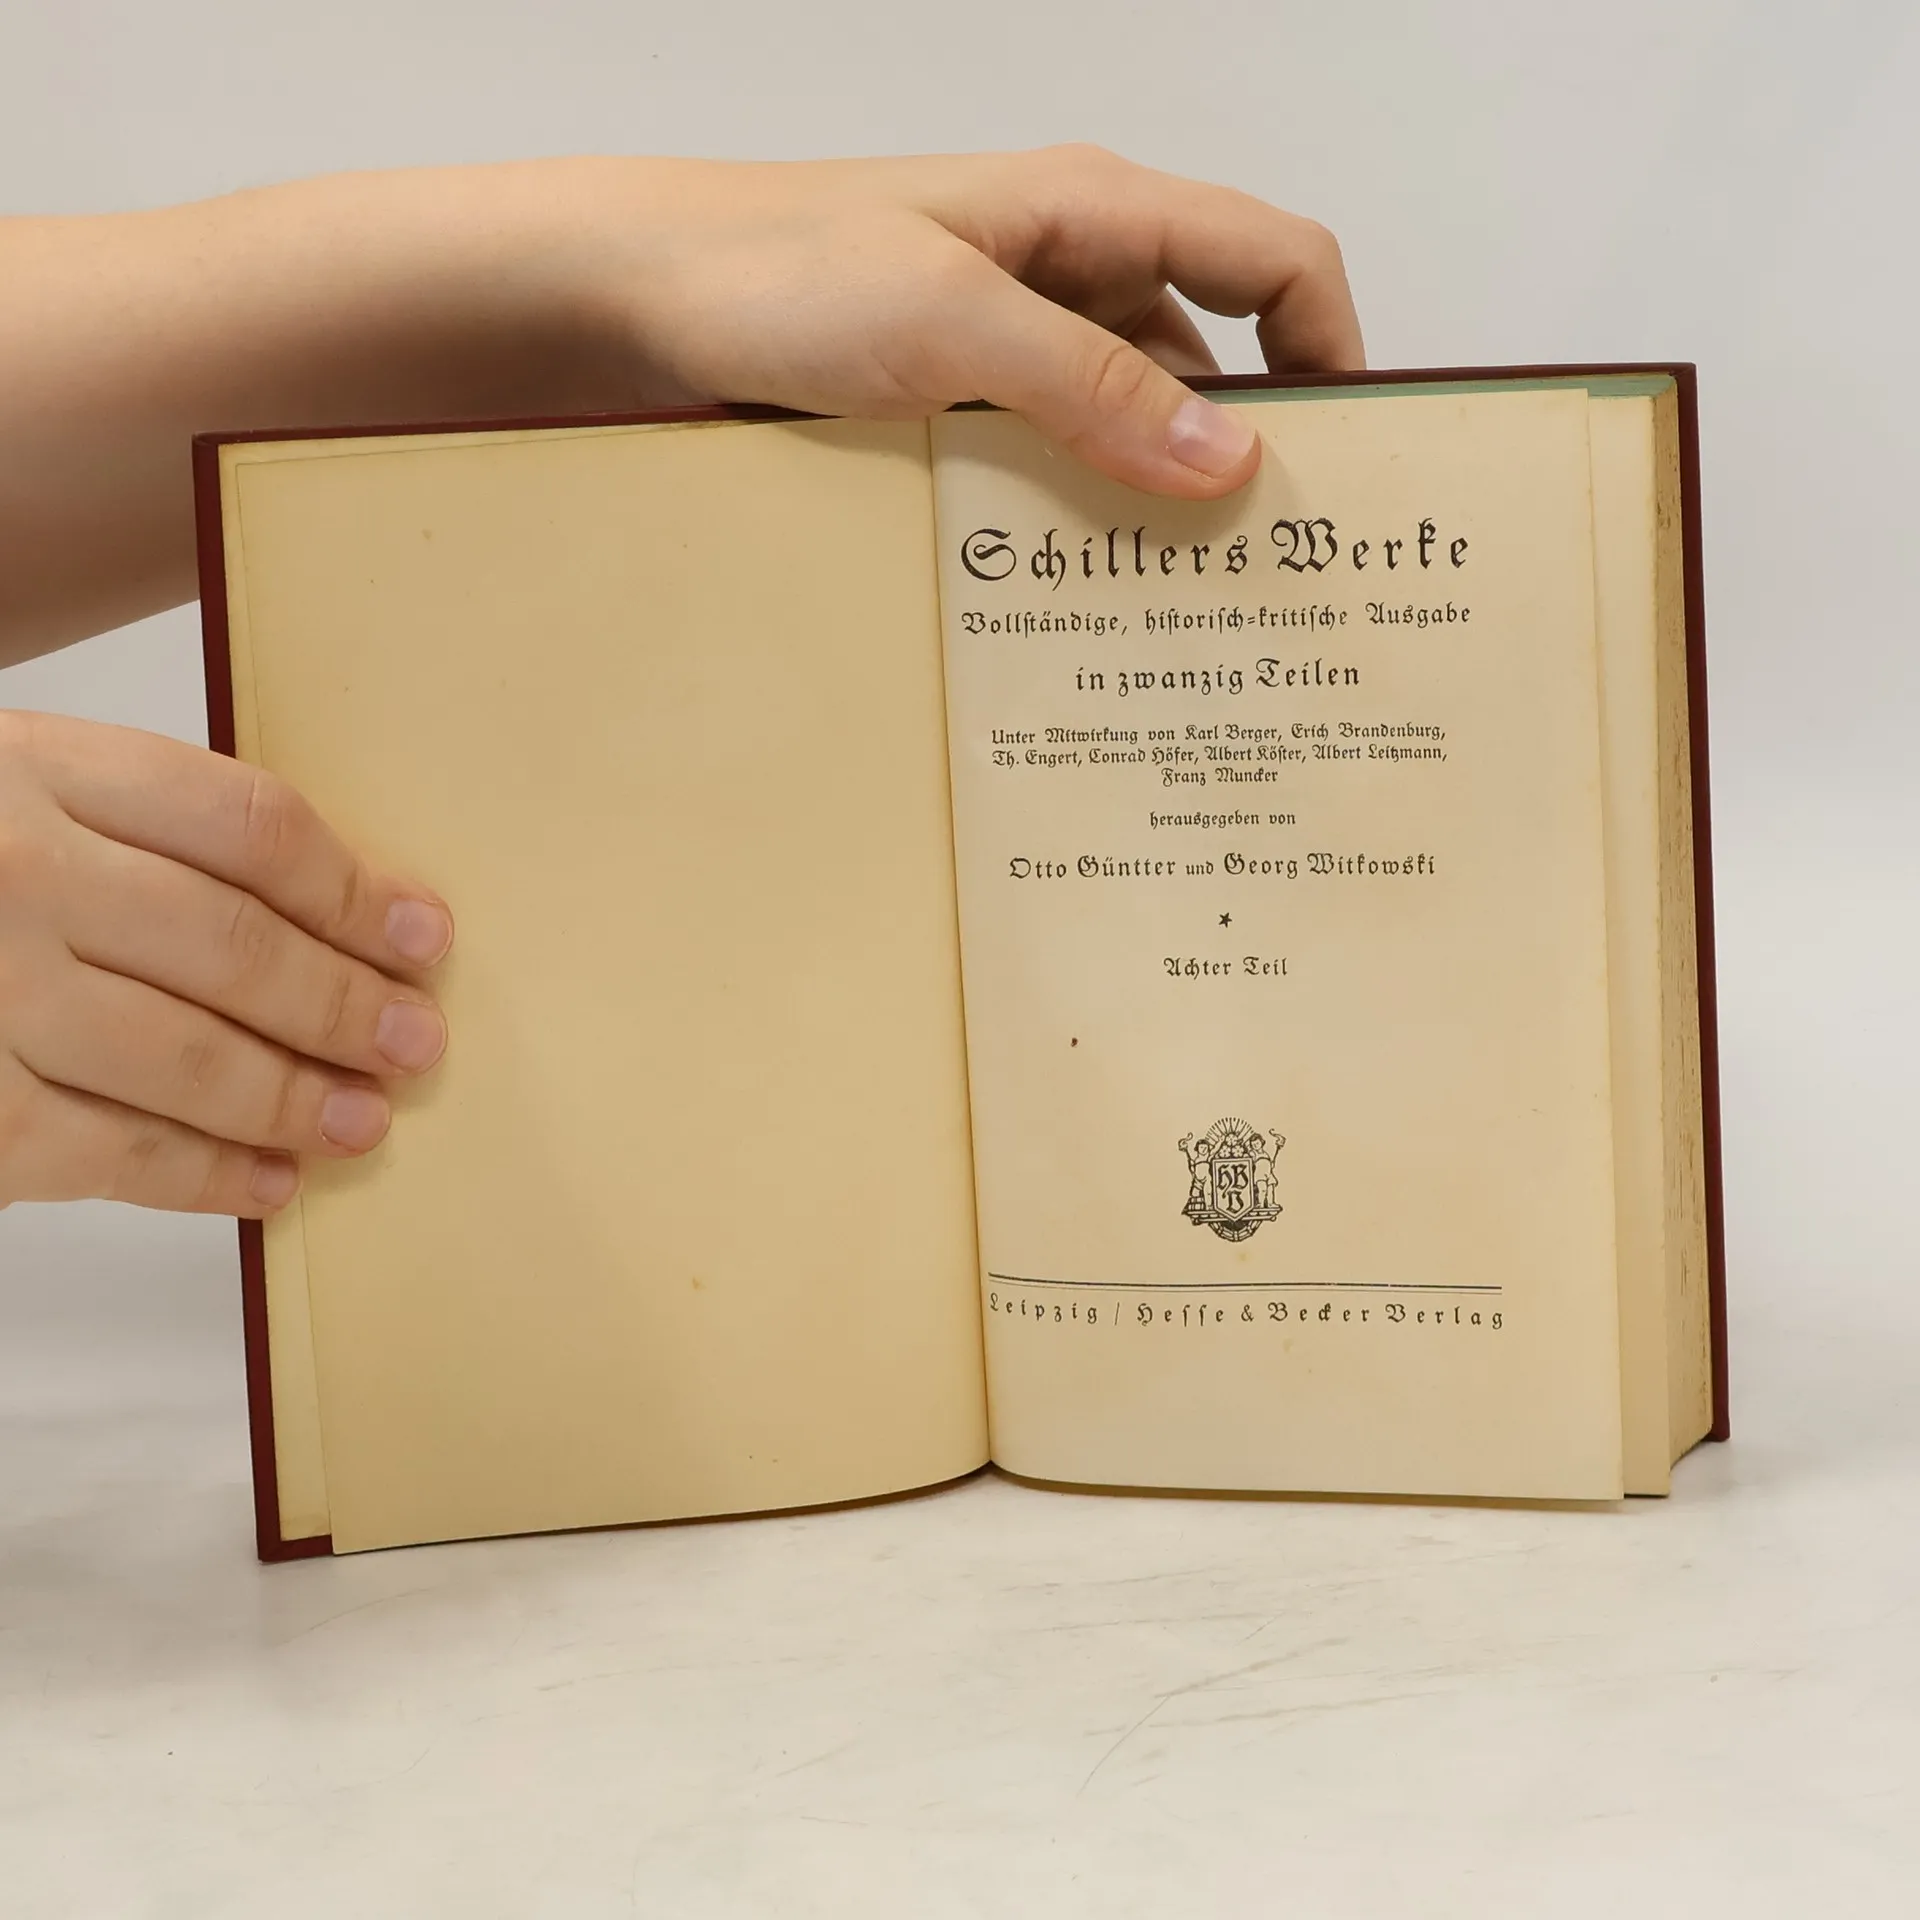 Schillers Werke
Vollſtändige, hiſtoriſch-kritiſche Ausgabe
in zwanzig Teilen
Unter Mitwirkung von Karl Berger, Erich Brandenburg,
Th. Engert, Conrad Höfer, Albert Köſter, Albert Leitzmann,
Franz Muncker
herausgegeben von
Otto Güntter und Georg Witkowski
Achter Teil
HB
V
Leipzig / Heſſe & Becker Verlag